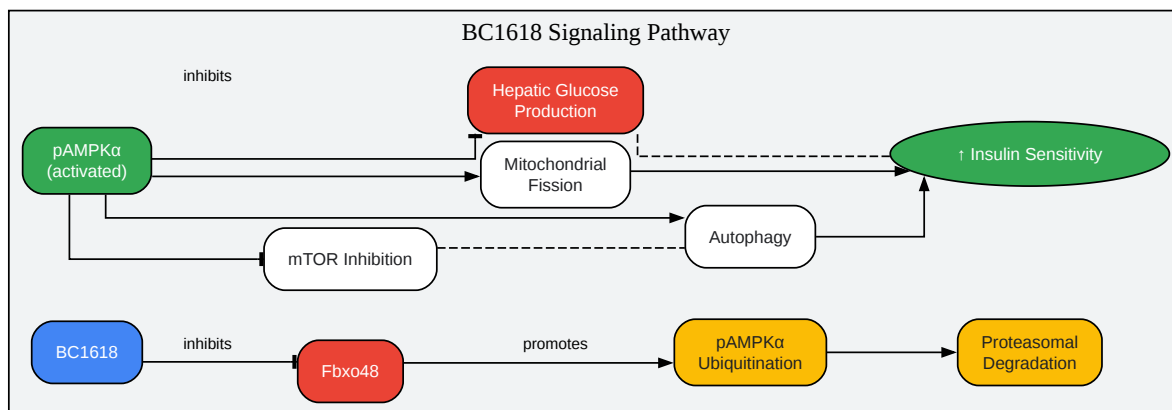 BC1618 Signaling Pathway
inhibits
Hepatic Glucose
Production
pAMPKα
(activated)
Mitochondrial
Fission
↑ Insulin Sensitivity
Autophagy
mTOR Inhibition
BC1618
inhibits
Fbxo48
promotes
pAMPKα
Ubiquitination
Proteasomal
Degradation